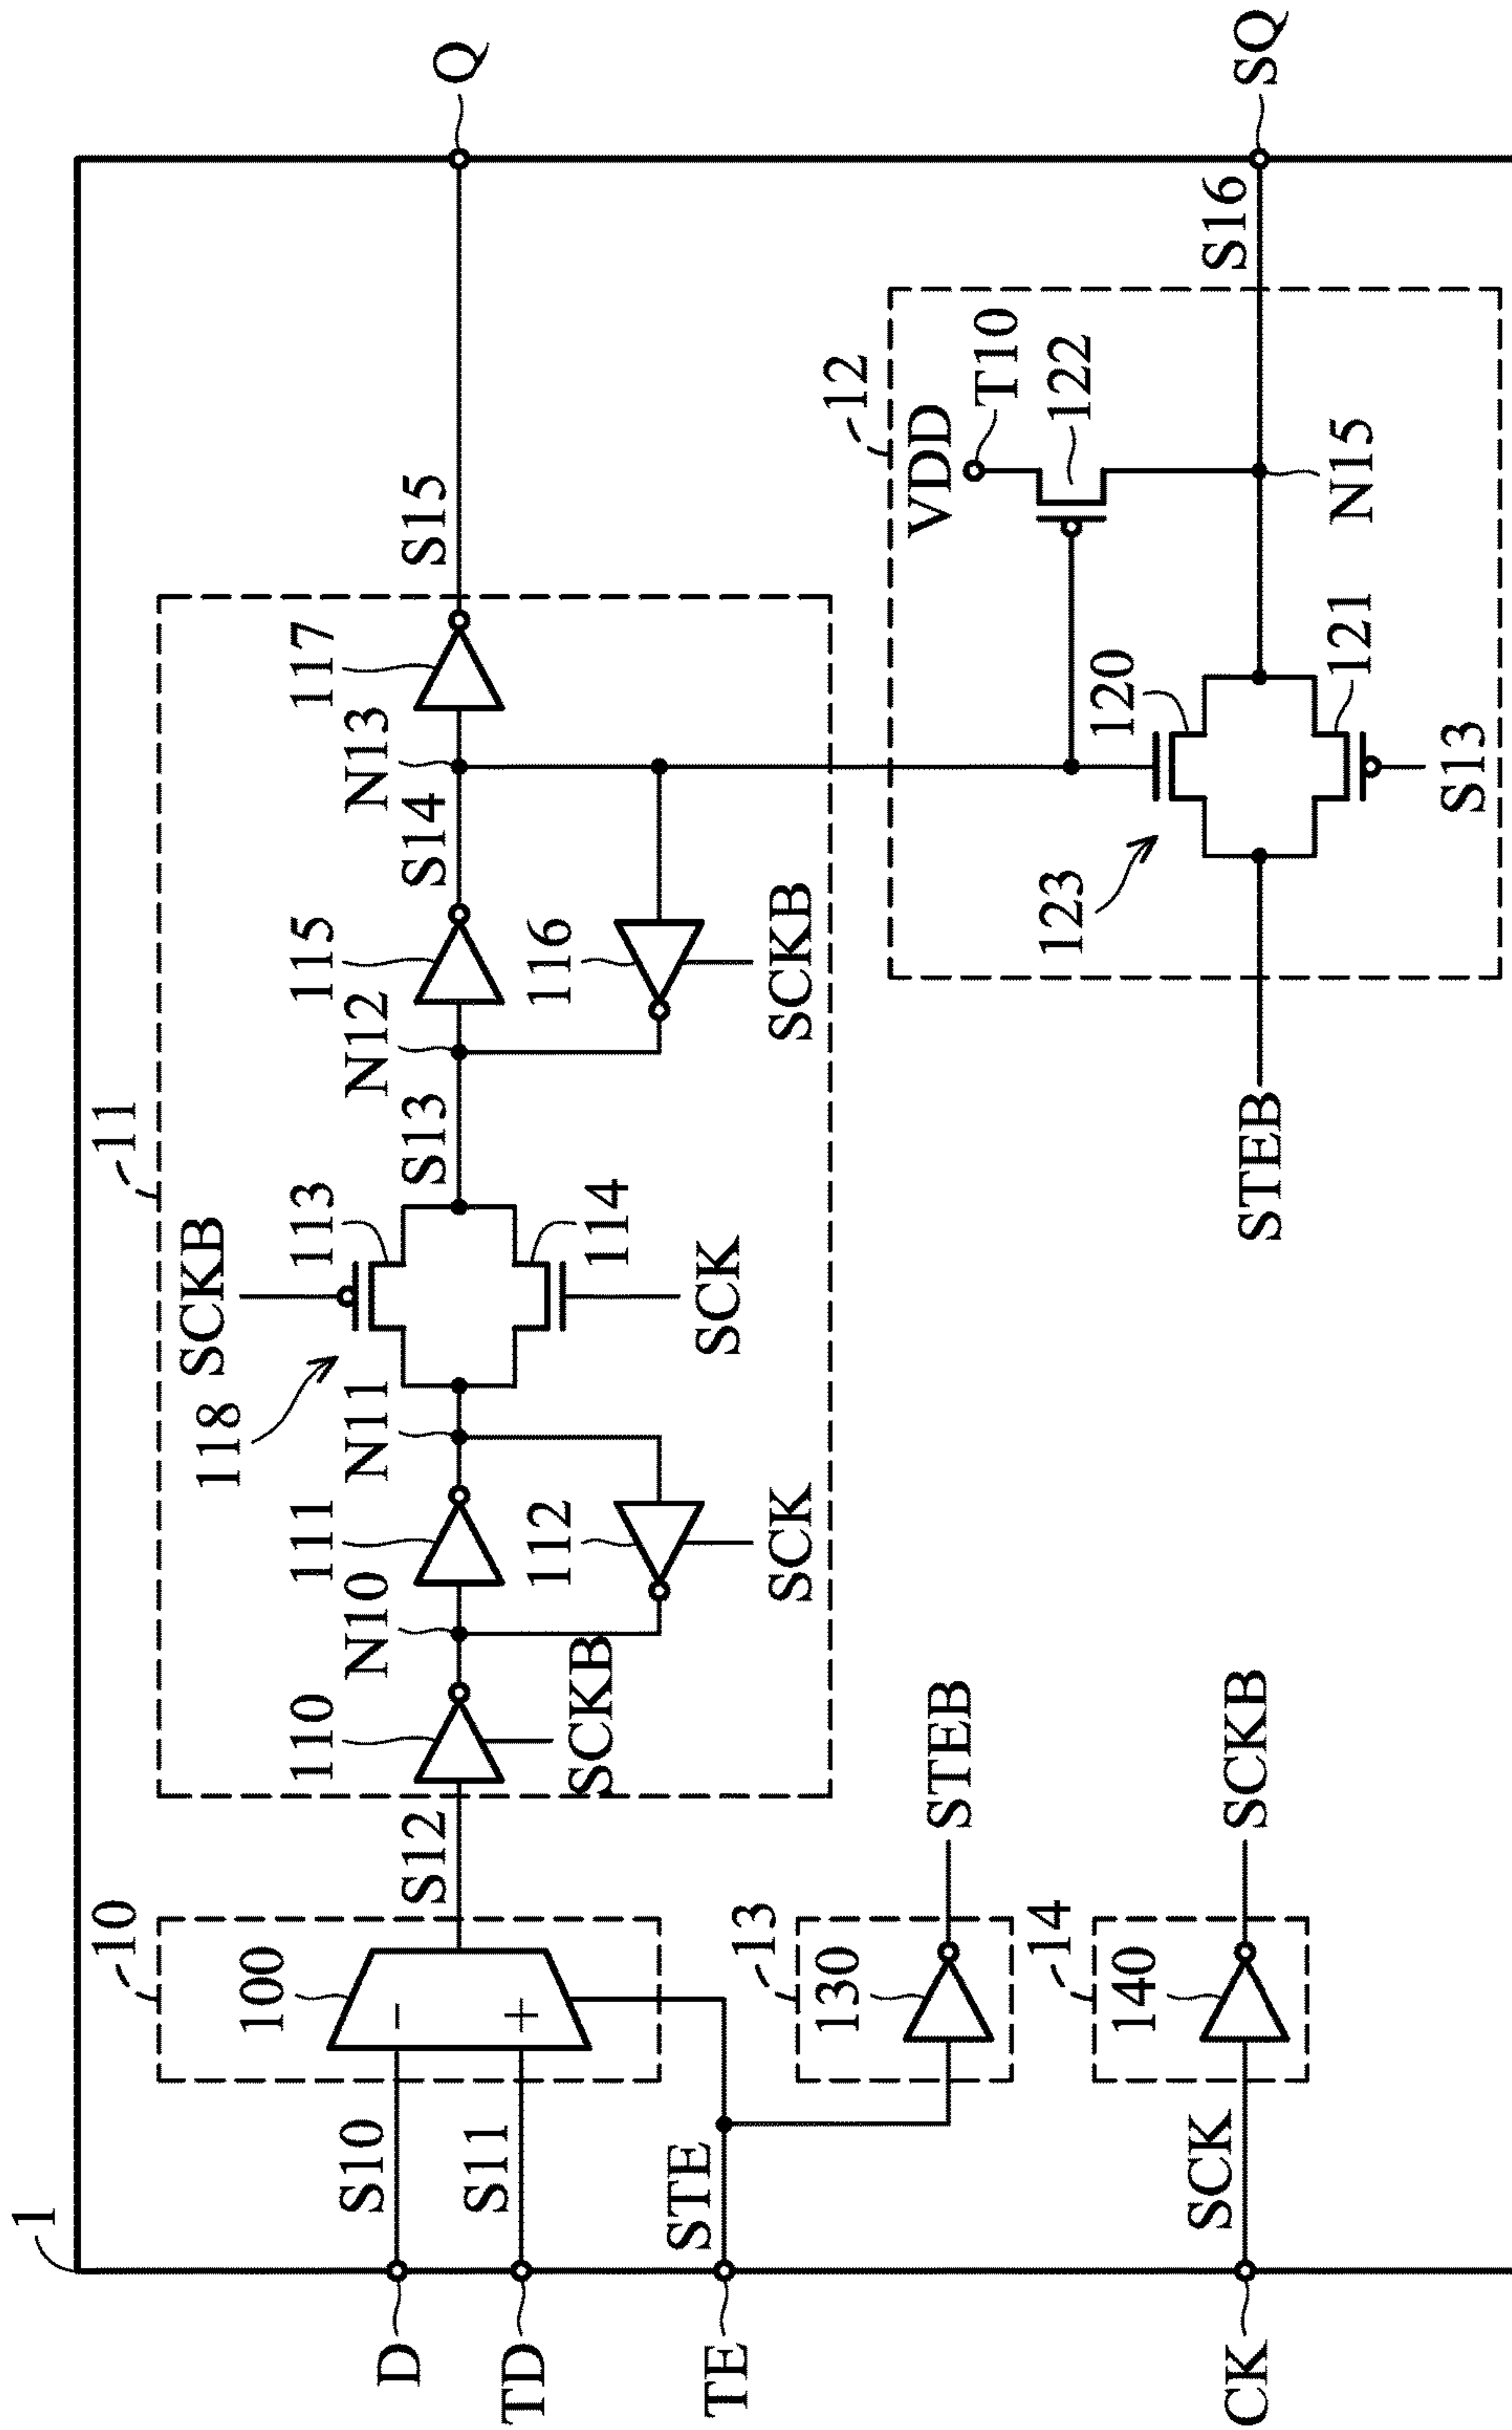 1
D
TD
TE
CK
S10
S11
STE
SCK
10
100
13
130
14
140
S12
STEB
SCKB
11
110
N10
SCKB
111
112
SCK
N11
118
SCKB
113
114
SCK
S13
N12
115
116
SCKB
S14
N13
117
S15
Q
12
VDD
T10
122
120
121
123
S13
STEB
N15
S16
SQ